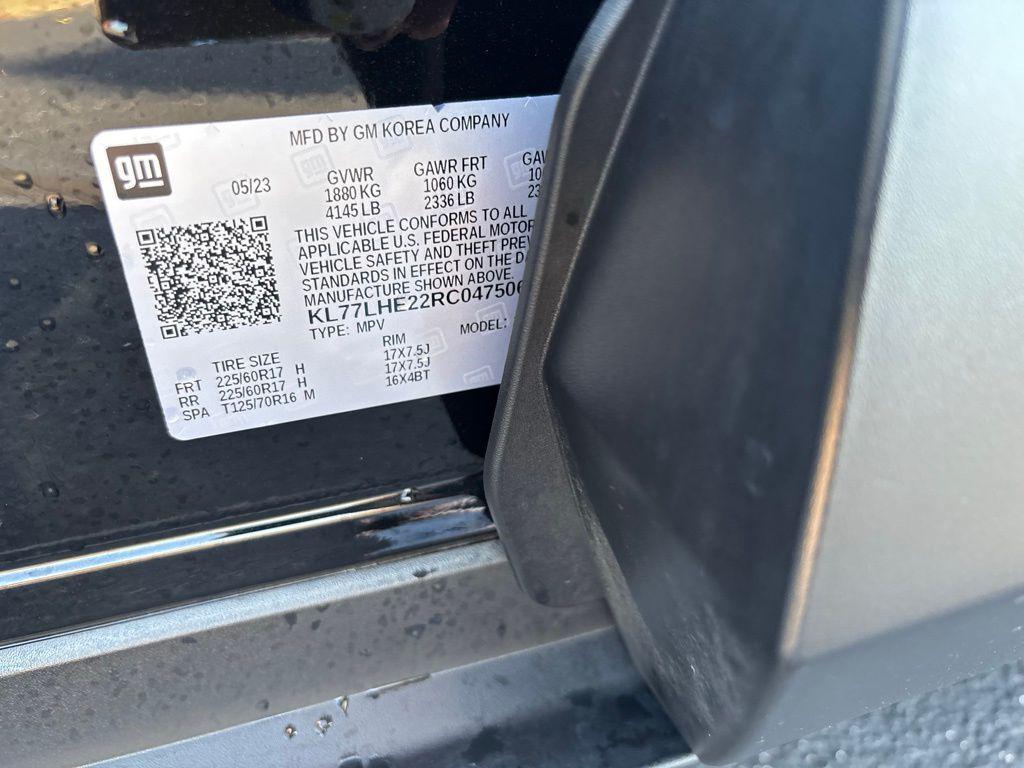 MFD BY GM KOREA COMPANY
gm
05/23
GVWR GAWR FRT
1880 KG 1060 KG
4145 LB 2336 LB
THIS VEHICLE CONFORMS TO ALL
APPLICABLE U.S. FEDERAL MOTOR
VEHICLE SAFETY AND THEFT
STANDARDS IN EFFECT ON THE
MANUFACTURE SHOWN ABOVE.
KL77LHE22RC047506
TYPE: MPV MODEL:
TIRE SIZE RIM
FRT 225/60R17 H 17X7.5J
RR 225/60R17 H 17X7.5J
SPA T125/70R16 M 16X4BT